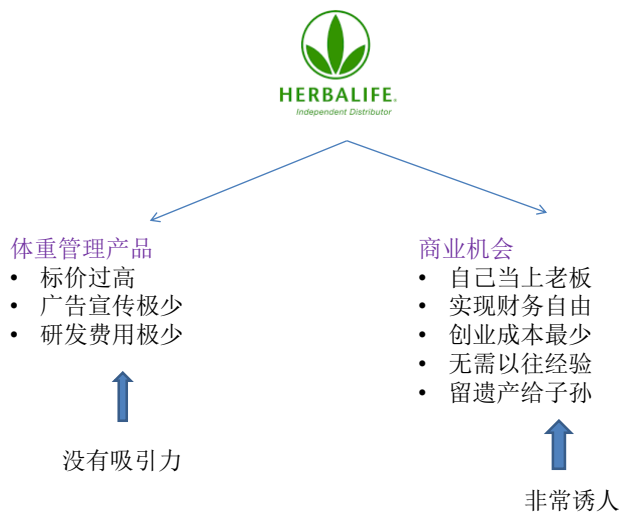 HERBALIFE.
Independent Distributor
体重管理产品
• 标价过高
• 广告宣传极少
• 研发费用极少
没有吸引力
商业机会
• 自己当上老板
• 实现财务自由
• 创业成本最少
• 无需以往经验
• 留遗产给子孙
非常诱人